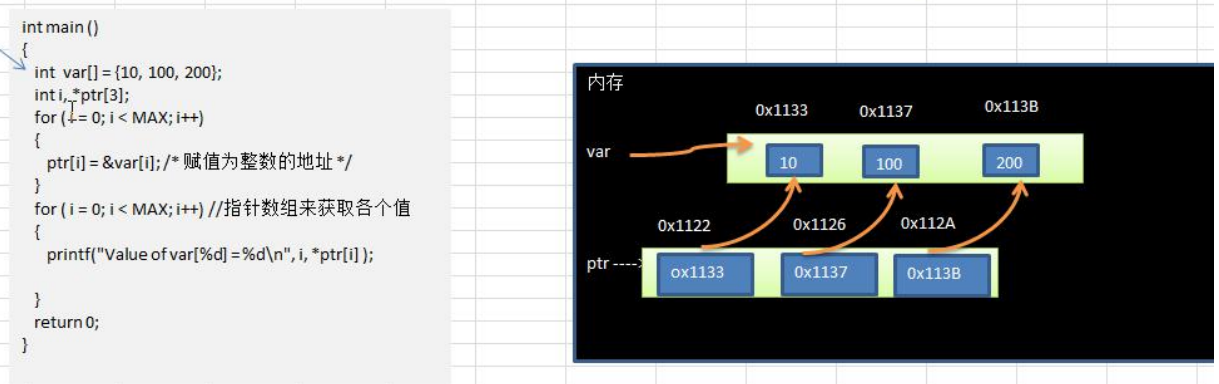 int main ()
{
int var[] = {10, 100, 200};
int i, *ptr[3];
for ( i = 0; i < MAX; i++)
{
ptr[i] = &var[i]; /* 赋值为整数的地址 */
}
for ( i = 0; i < MAX; i++) //指针数组来获取各个值
{
printf("Value of var[%d] = %d\n", i, *ptr[i] );
}
return 0;
}
内存
0x1133 0x1137 0x113B
var
10 100 200
0x1122 0x1126 0x112A
ptr ---->
ox1133 0x1137 0x113B